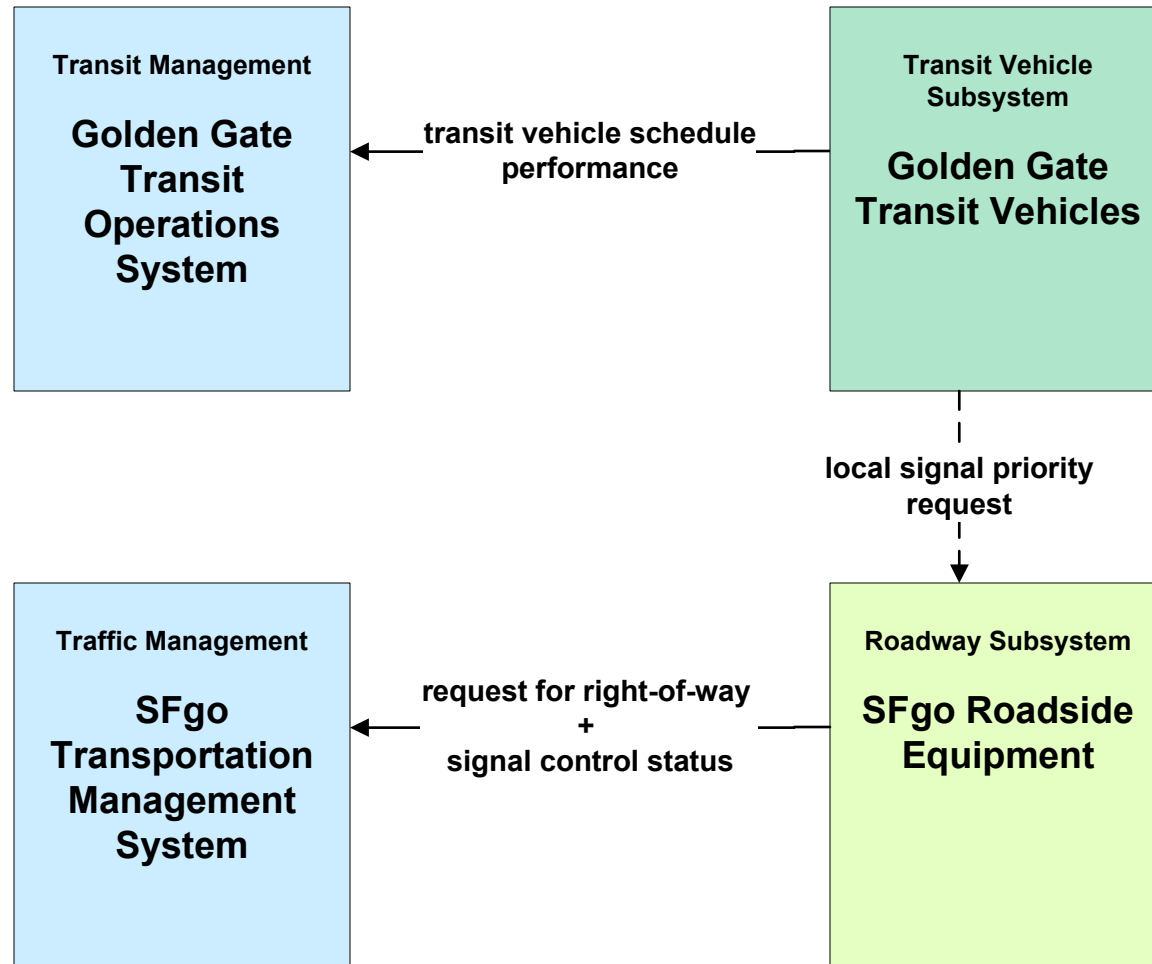 Transit Management
Golden Gate
Transit
Operations
System
transit vehicle schedule
performance
Transit Vehicle
Subsystem
Golden Gate
Transit Vehicles
local signal priority
request
Traffic Management
SFgo
Transportation
Management
System
request for right-of-way
+
signal control status
Roadway Subsystem
SFgo Roadside
Equipment